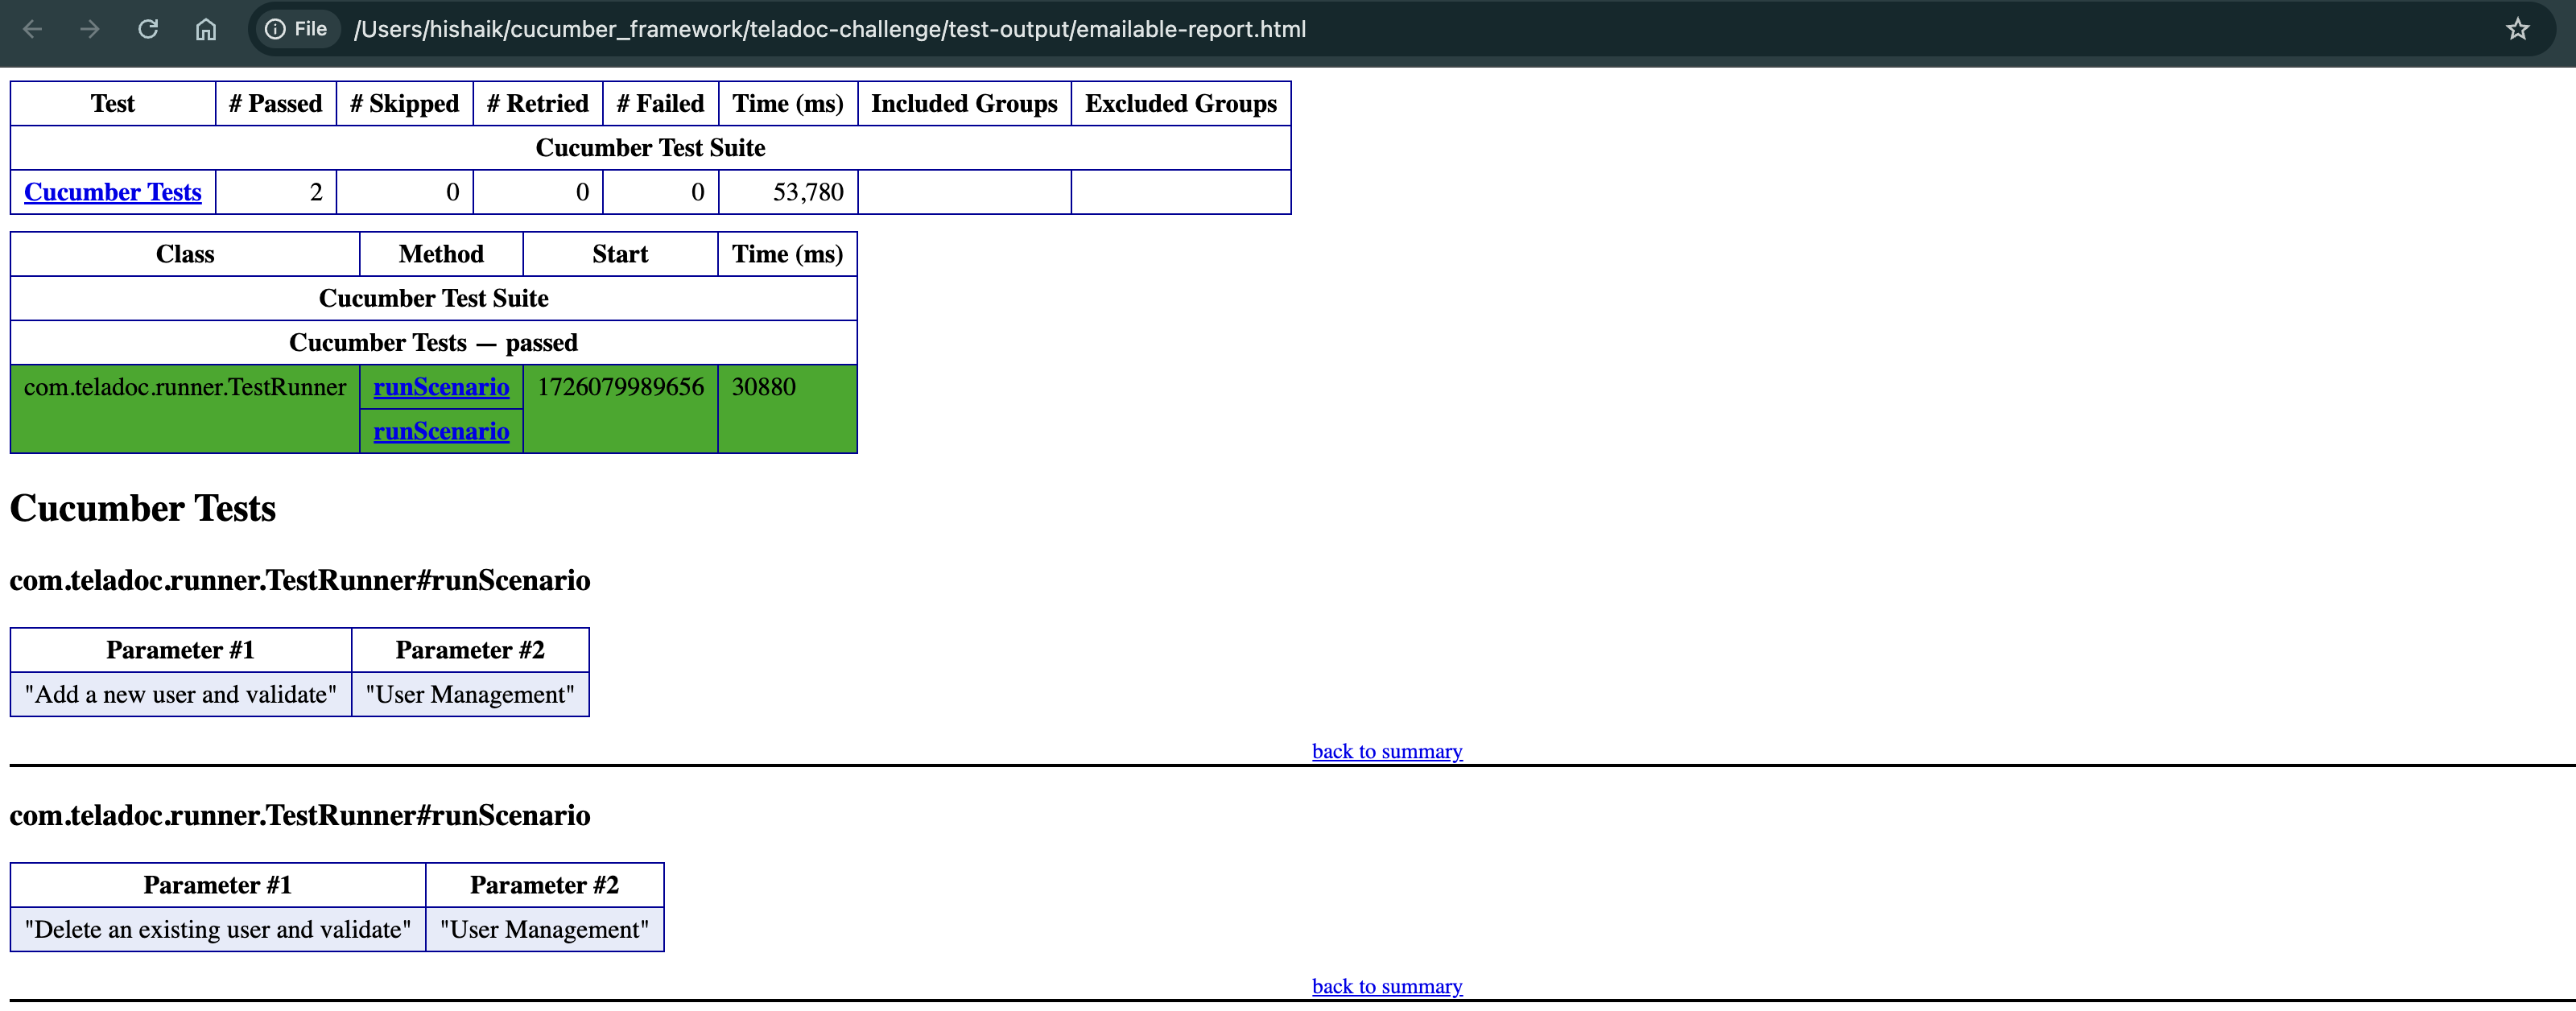 File /Users/hishaik/cucumber_framework/teladoc-challenge/test-output/emailable-report.html
Test # Passed # Skipped # Retried # Failed Time (ms) Included Groups Excluded Groups
Cucumber Test Suite
Cucumber Tests 2 0 0 0 53,780
Class Method Start Time (ms)
Cucumber Test Suite
Cucumber Tests — passed
com.teladoc.runner.TestRunner runScenario 1726079989656 30880
runScenario
Cucumber Tests
com.teladoc.runner.TestRunner#runScenario
Parameter #1 Parameter #2
"Add a new user and validate" "User Management"
back to summary
com.teladoc.runner.TestRunner#runScenario
Parameter #1 Parameter #2
"Delete an existing user and validate" "User Management"
back to summary